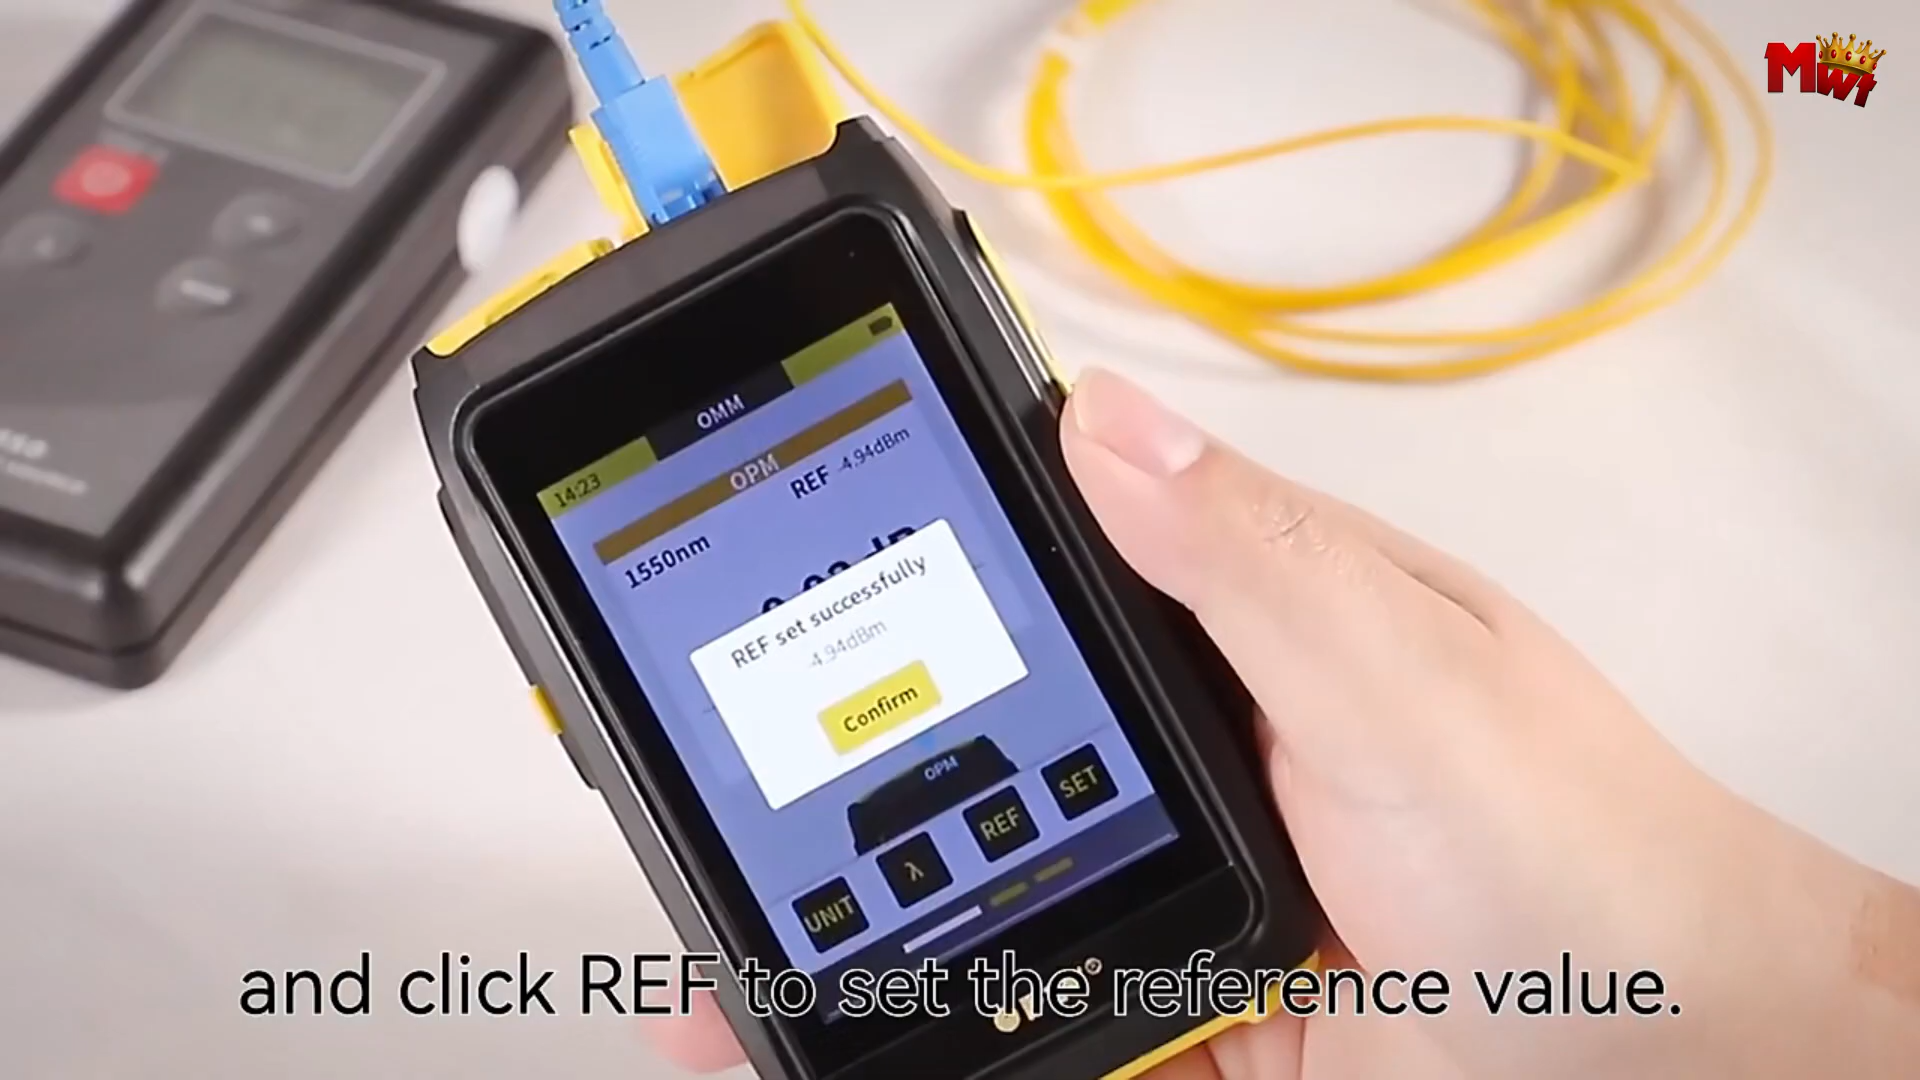 Mwt
OMM
14:23
OPM
REF -4.94dBm
1550nm
REF set successfully
-4.94dBm
Confirm
OPM
UNIT λ REF SET
and click REF to set the reference value.